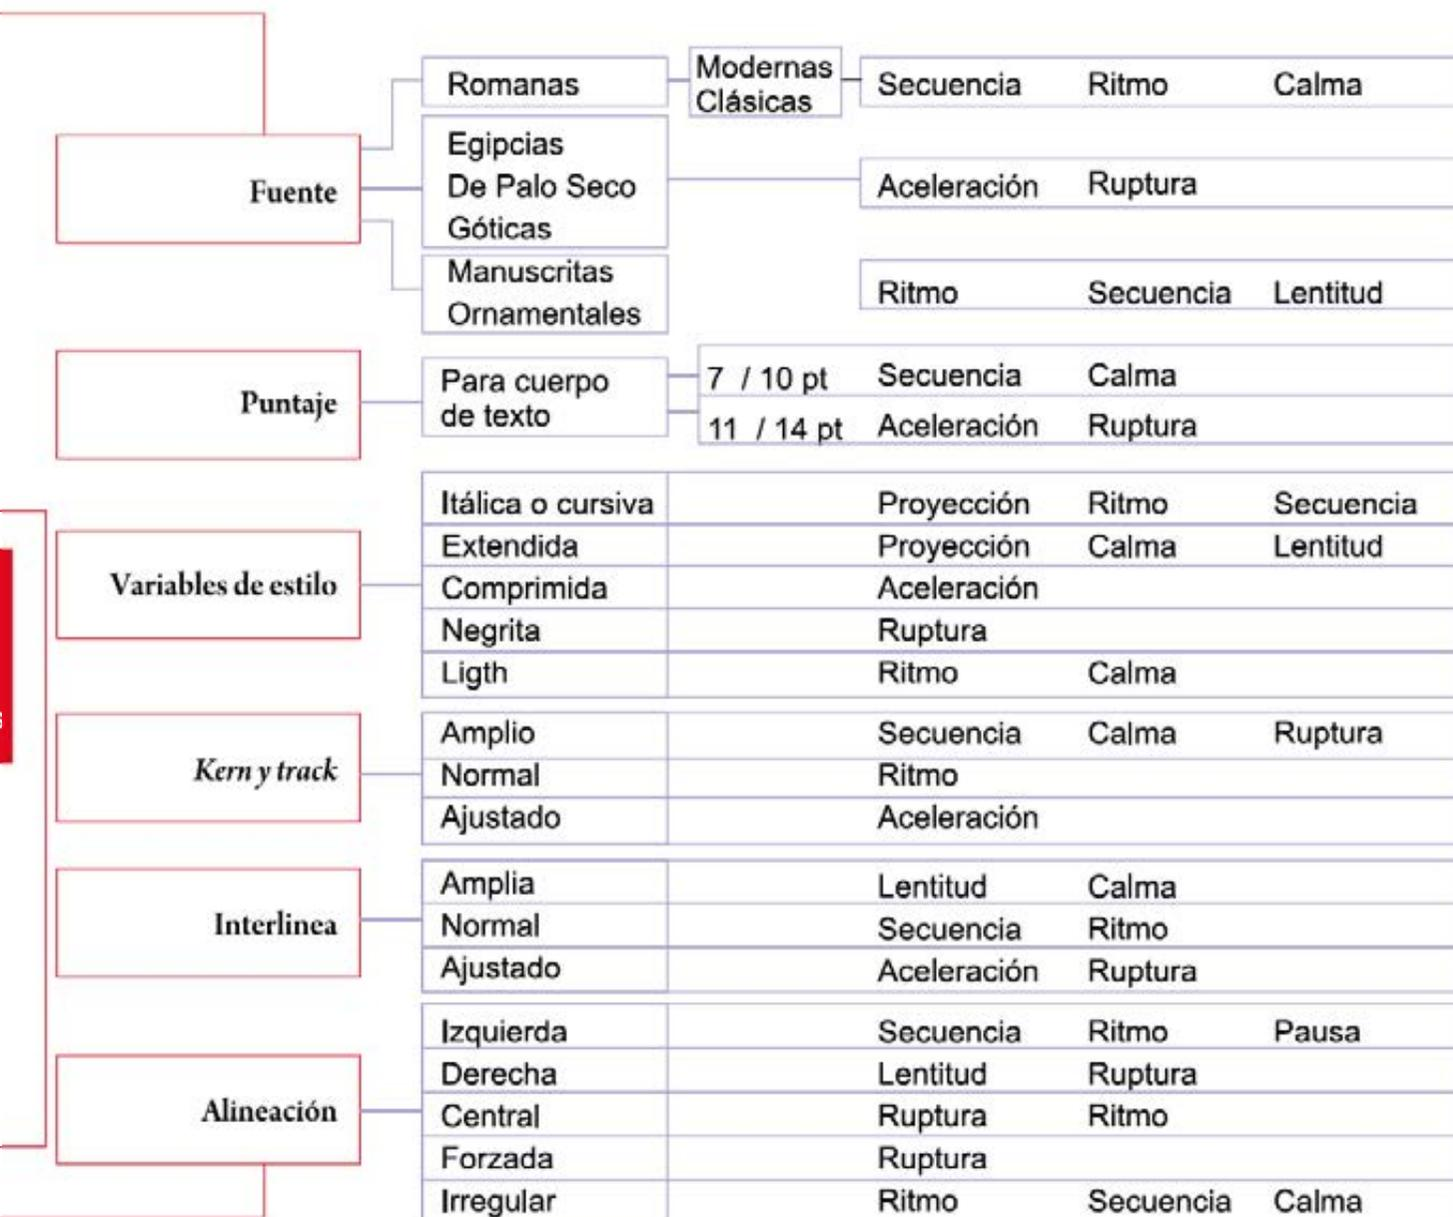 Fuente
Romanas
Modernas
Clásicas
Secuencia Ritmo Calma
Egipcias
De Palo Seco
Góticas
Aceleración Ruptura
Manuscritas
Ornamentales
Ritmo Secuencia Lentitud
Puntaje
Para cuerpo
de texto
7 / 10 pt Secuencia Calma
11 / 14 pt Aceleración Ruptura
Variables de estilo
Itálica o cursiva Proyección Ritmo Secuencia
Extendida Proyección Calma Lentitud
Comprimida Aceleración
Negrita Ruptura
Ligth Ritmo Calma
Kern y track
Amplio Secuencia Calma Ruptura
Normal Ritmo
Ajustado Aceleración
Interlinea
Amplia Lentitud Calma
Normal Secuencia Ritmo
Ajustado Aceleración Ruptura
Alineación
Izquierda Secuencia Ritmo Pausa
Derecha Lentitud Ruptura
Central Ruptura Ritmo
Forzada Ruptura
Irregular Ritmo Secuencia Calma